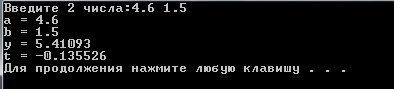 Введите 2 числа:4.6 1.5
a = 4.6
b = 1.5
y = 5.41093
t = -0.135526
Для продолжения нажмите любую клавишу . . .